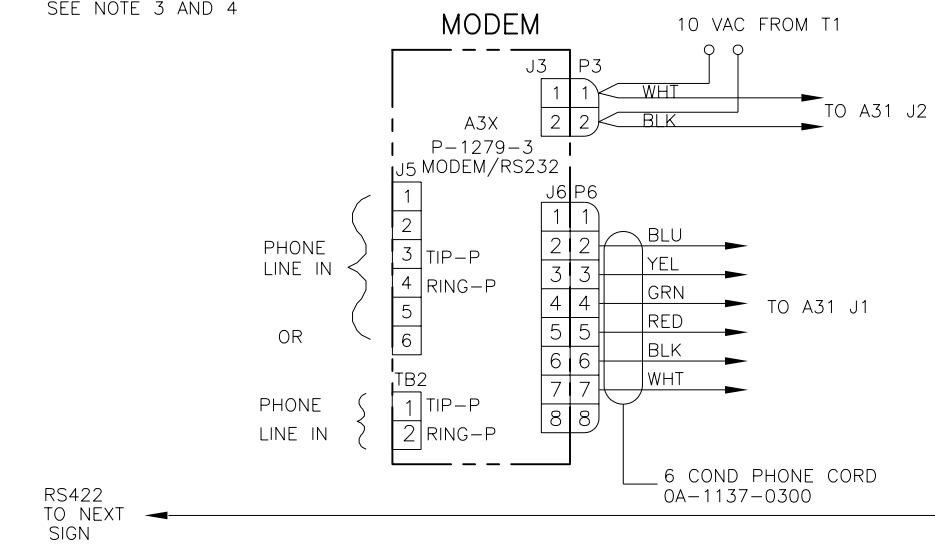 SEE NOTE 3 AND 4
MODEM
10 VAC FROM T1
J3 P3
1 1 WHT
2 2 BLK
TO A31 J2
A3X
P-1279-3
MODEM/RS232
J5
1
2
3 TIP-P
4 RING-P
5
6
PHONE
LINE IN
OR
J6 P6
1 1
2 2 BLU
3 3 YEL
4 4 GRN
5 5 RED
6 6 BLK
7 7 WHT
8 8
TO A31 J1
TB2
1 TIP-P
2 RING-P
PHONE
LINE IN
6 COND PHONE CORD
0A-1137-0300
RS422
TO NEXT
SIGN